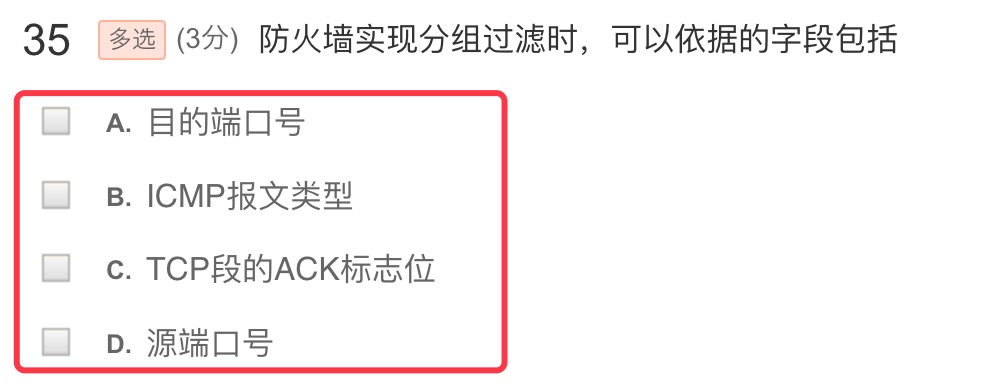 35 多选 (3分) 防火墙实现分组过滤时，可以依据的字段包括
A. 目的端口号
B. ICMP报文类型
C. TCP段的ACK标志位
D. 源端口号